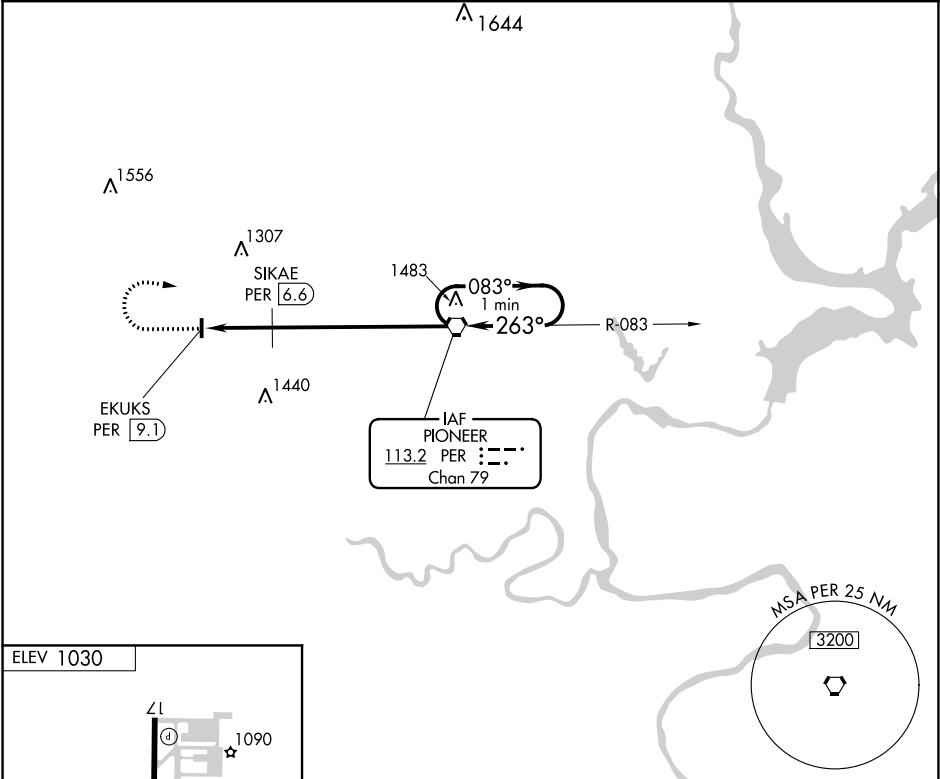 1644
1556
1307
SIKAE
PER 6.6
1483
083°
1 min
263°
R-083
1440
EKUKS
PER 9.1
IAF
PIONEER
113.2 PER
Chan 79
MSA PER 25 NM
3200
ELEV 1030
17
P
1090